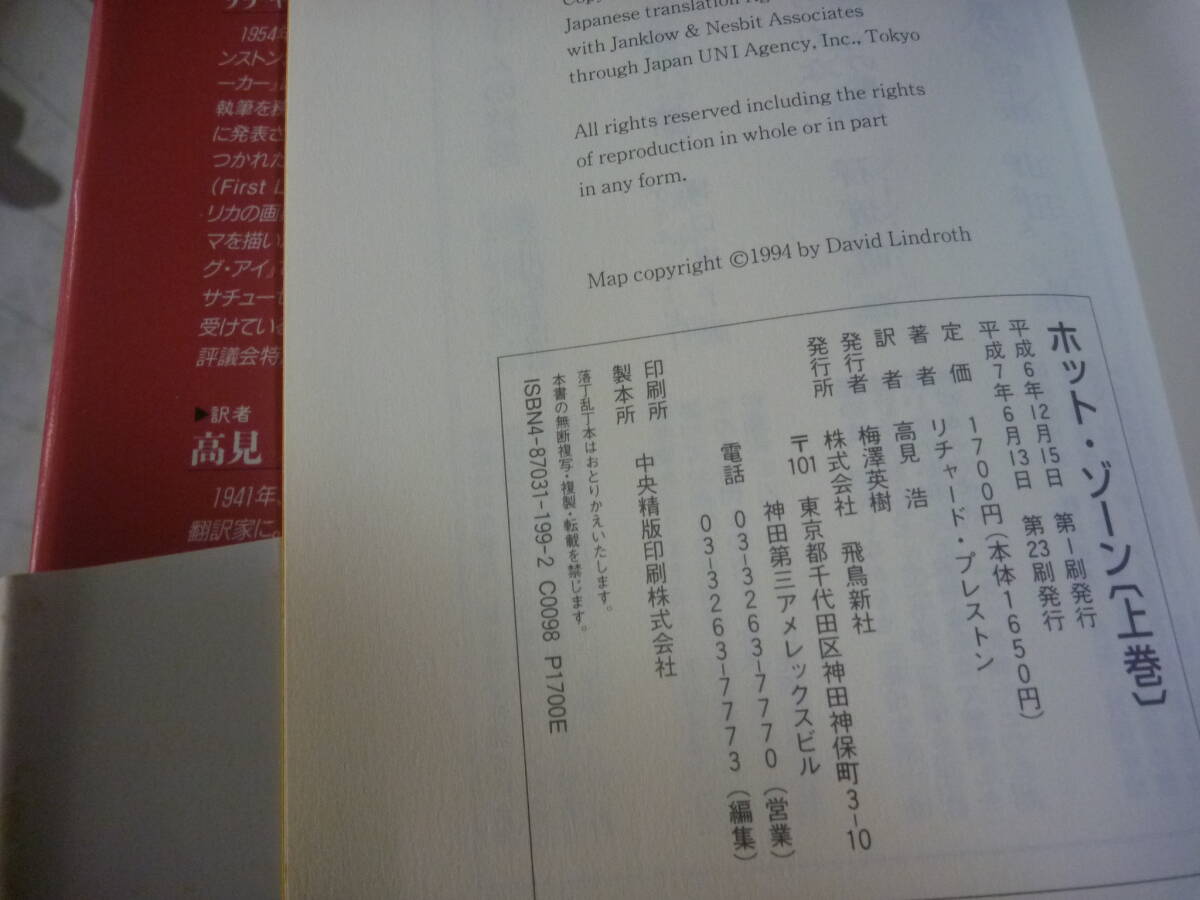 1954年
ンストン
ーカー
執筆を
に発表さ
つかれた
(First L
リカの画
マを描い
グ・アイ』
サチュー
受けている
評議会特
▶訳者
高見
1941年、
翻訳家に。
Japanese translation
with Janklow & Nesbit Associates
through Japan UNI Agency, Inc., Tokyo
All rights reserved including the rights
of reproduction in whole or in part
in any form.
Map copyright ©1994 by David Lindroth
ホット・ゾーン〔上巻〕
平成6年12月15日 第1刷発行
平成7年6月13日 第23刷発行
定価 1700円(本体1650円)
著者 リチャード・プレストン
訳者 高見 浩
発行者 梅澤英樹
発行所 株式会社 飛鳥新社
〒101 東京都千代田区神田神保町3-10
神田第三アメレックスビル
電話 03-3263-7770(営業)
03-3263-7773(編集)
印刷所
製本所 中央精版印刷株式会社
落丁乱丁本はおとりかえいたします。
本書の無断複写・複製・転載を禁じます。
ISBN4-87031-199-2 C0098 P1700E